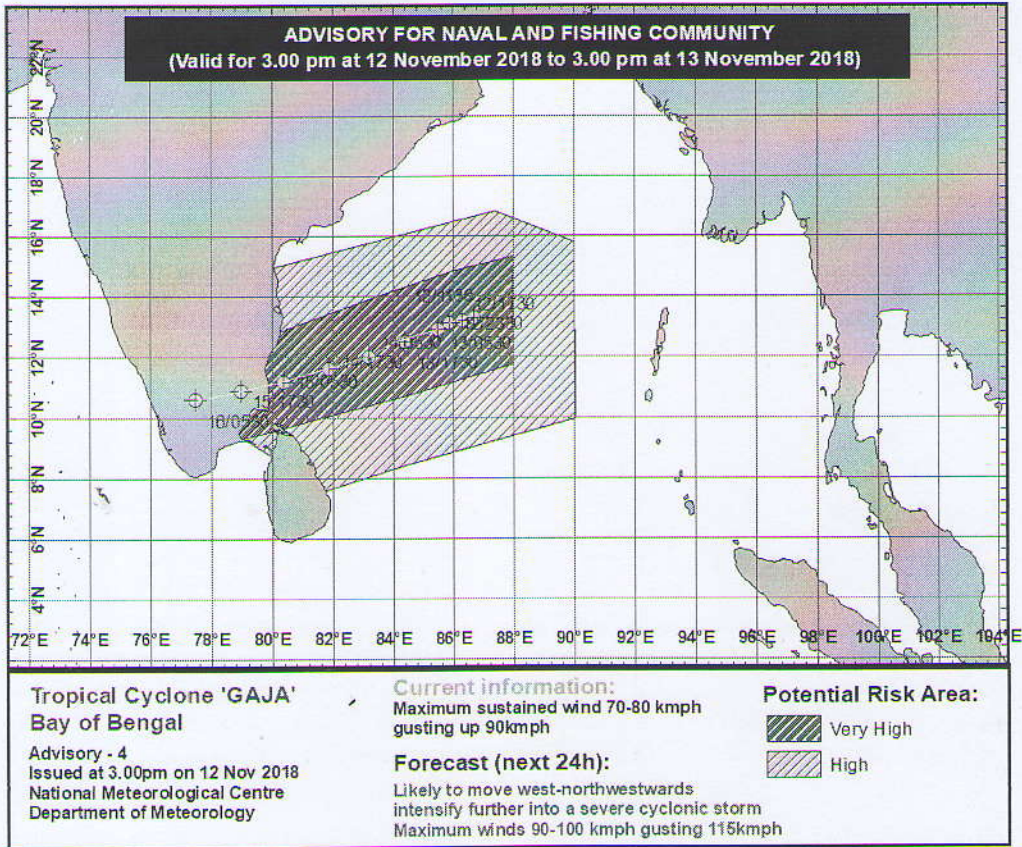 ADVISORY FOR NAVAL AND FISHING COMMUNITY
(Valid for 3.00 pm at 12 November 2018 to 3.00 pm at 13 November 2018)
22°N
20°N
18°N
16°N
14°N
12°N
10°N
8°N
6°N
4°N
15/1730
16/0530
72°E 74°E 76°E 78°E 80°E 82°E 84°E 86°E 88°E 90°E 92°E 94°E 96°E 98°E 100°E 102°E 104°E
Tropical Cyclone 'GAJA'
Bay of Bengal
Advisory - 4
Issued at 3.00pm on 12 Nov 2018
National Meteorological Centre
Department of Meteorology
Current information:
Maximum sustained wind 70-80 kmph
gusting up 90kmph
Forecast (next 24h):
Likely to move west-northwestwards
intensify further into a severe cyclonic storm
Maximum winds 90-100 kmph gusting 115kmph
Potential Risk Area:
Very High
High